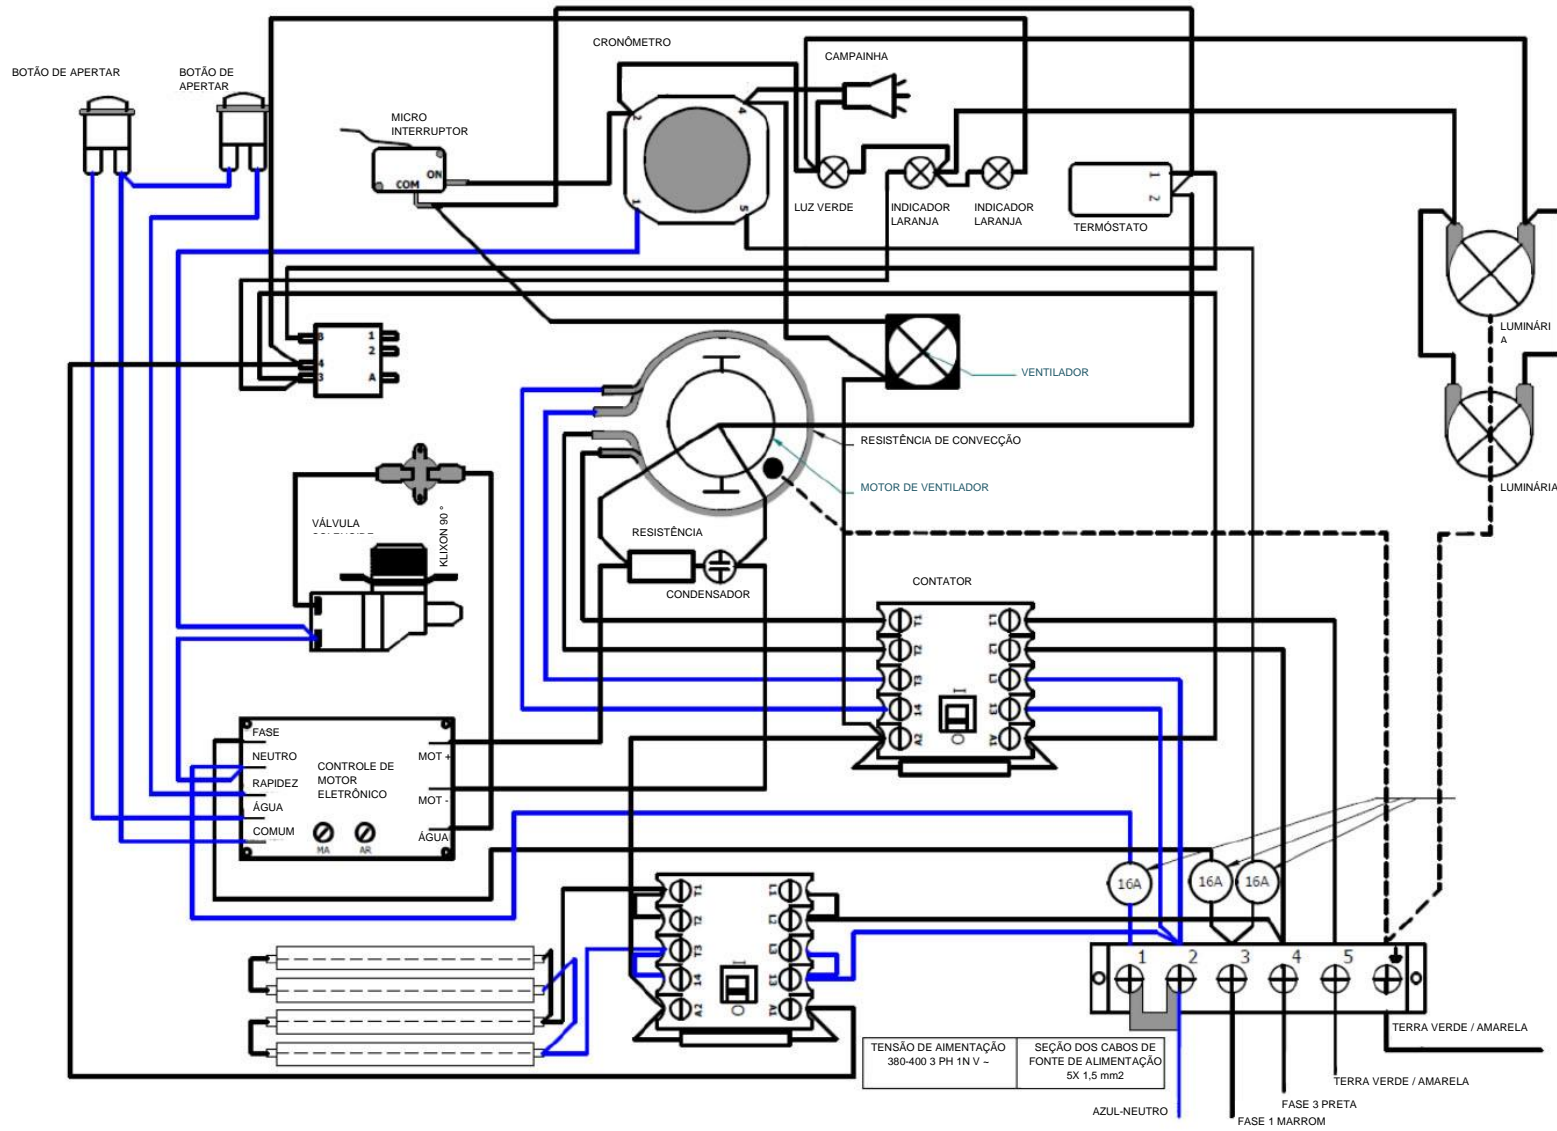 CRONÔMETRO
CAMPAINHA
BOTÃO DE APERTAR
BOTÃO DE
APERTAR
MICRO
INTERRUPTOR
ON
COM
2
4
1
5
LUZ VERDE
INDICADOR
LARANJA
INDICADOR
LARANJA
1
2
TERMÓSTATO
LUMINÁRI
A
B
4
3
1
2
A
VENTILADOR
RESISTÊNCIA DE CONVECÇÃO
MOTOR DE VENTILADOR
LUMINÁRIA
VÁLVULA
KLIXON 90 °
RESISTÊNCIA
CONDENSADOR
CONTATOR
T1
T2
T3
14
A2
L1
L2
L3
13
A1
I
O
FASE
NEUTRO
RAPIDEZ
ÁGUA
COMUM
CONTROLE DE
MOTOR
ELETRÔNICO
MA
AR
MOT +
MOT -
ÁGUA
16A
16A
16A
T1
T2
T3
14
A2
L1
L2
L3
13
A1
I
O
1
2
3
4
5
TERRA VERDE / AMARELA
TENSÃO DE AIMENTAÇÃO
380-400 3 PH 1N V ~
SEÇÃO DOS CABOS DE
FONTE DE ALIMENTAÇÃO
5X 1,5 mm2
TERRA VERDE / AMARELA
FASE 3 PRETA
AZUL-NEUTRO
FASE 1 MARROM